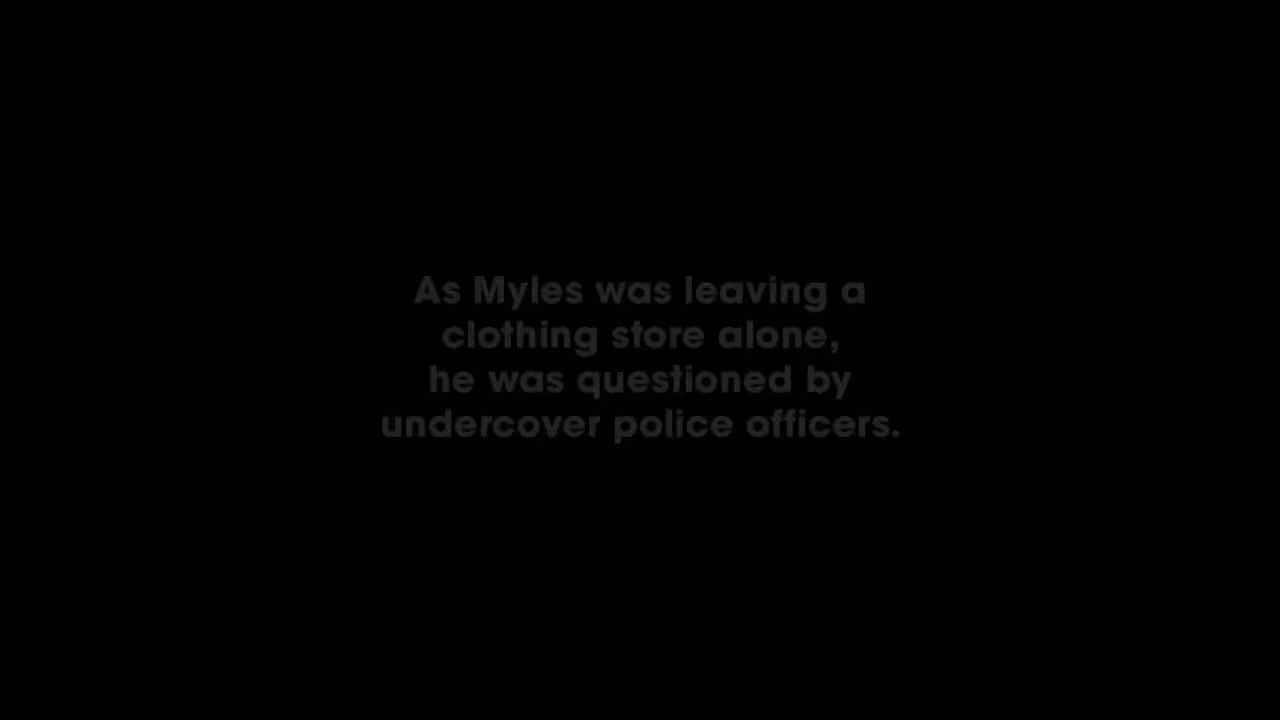 As Myles was leaving a
clothing store alone,
he was questioned by
undercover police officers.